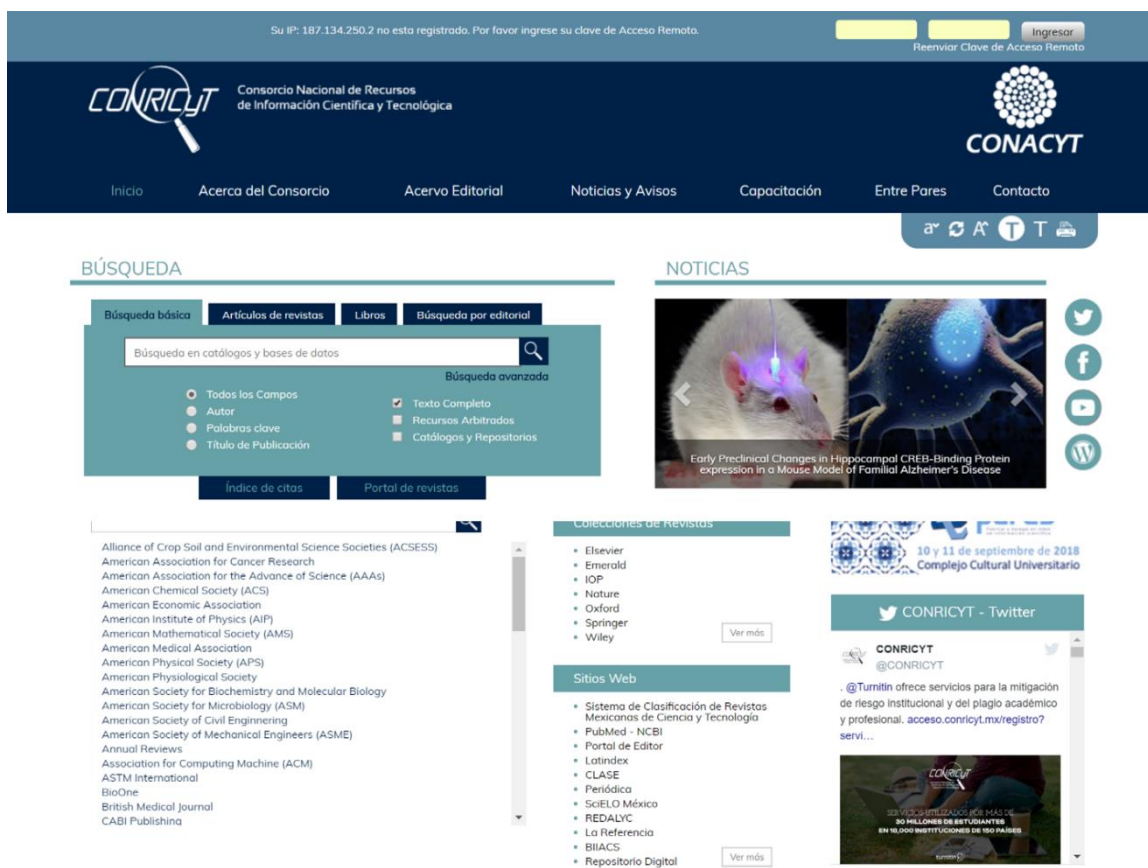 Su IP: 187.134.250.2 no esta registrado. Por favor ingrese su clave de Acceso Remoto.
Ingresar
Reenviar Clave de Acceso Remoto
CONRICyT
Consorcio Nacional de Recursos
de Información Científica y Tecnológica
CONACYT
Inicio
Acerca del Consorcio
Acervo Editorial
Noticias y Avisos
Capacitación
Entre Pares
Contacto
BÚSQUEDA
Búsqueda básica
Artículos de revistas
Libros
Búsqueda por editorial
Búsqueda en catálogos y bases de datos
Búsqueda avanzada
Todos los Campos
Autor
Palabras clave
Título de Publicación
Texto Completo
Recursos Arbitrados
Catálogos y Repositorios
Índice de citas
Portal de revistas
NOTICIAS
Early Preclinical Changes in Hippocampal CREB-Binding Protein
expression in a Mouse Model of Familial Alzheimer's Disease
Alliance of Crop Soil and Environmental Science Societies (ACSESS)
American Association for Cancer Research
American Association for the Advance of Science (AAAs)
American Chemical Society (ACS)
American Economic Association
American Institute of Physics (AIP)
American Mathematical Society (AMS)
American Medical Association
American Physical Society (APS)
American Physiological Society
American Society for Biochemistry and Molecular Biology
American Society for Microbiology (ASM)
American Society of Civil Enginnering
American Society of Mechanical Engineers (ASME)
Annual Reviews
Association for Computing Machine (ACM)
ASTM International
BioOne
British Medical Journal
CABI Publishing
Colecciones de Revistas
Elsevier
Emerald
IOP
Nature
Oxford
Springer
Wiley
Ver más
Sitios Web
Sistema de Clasificación de Revistas
Mexicanas de Ciencia y Tecnología
PubMed - NCBI
Portal de Editor
Latindex
CLASE
Periódica
SciELO México
REDALYC
La Referencia
BIIACS
Repositorio Digital
Ver más
pares
10 y 11 de septiembre de 2018
Complejo Cultural Universitario
CONRICYT - Twitter
CONRICYT
@CONRICYT
. @Turnitin ofrece servicios para la mitigación
de riesgo institucional y del plagio académico
y profesional. acceso.conricyt.mx/registro?
servi…
CONRICyT
SERVICIOS UTILIZADOS POR MÁS DE
30 MILLONES DE ESTUDIANTES
EN 10,000 INSTITUCIONES DE 150 PAÍSES
turnitin